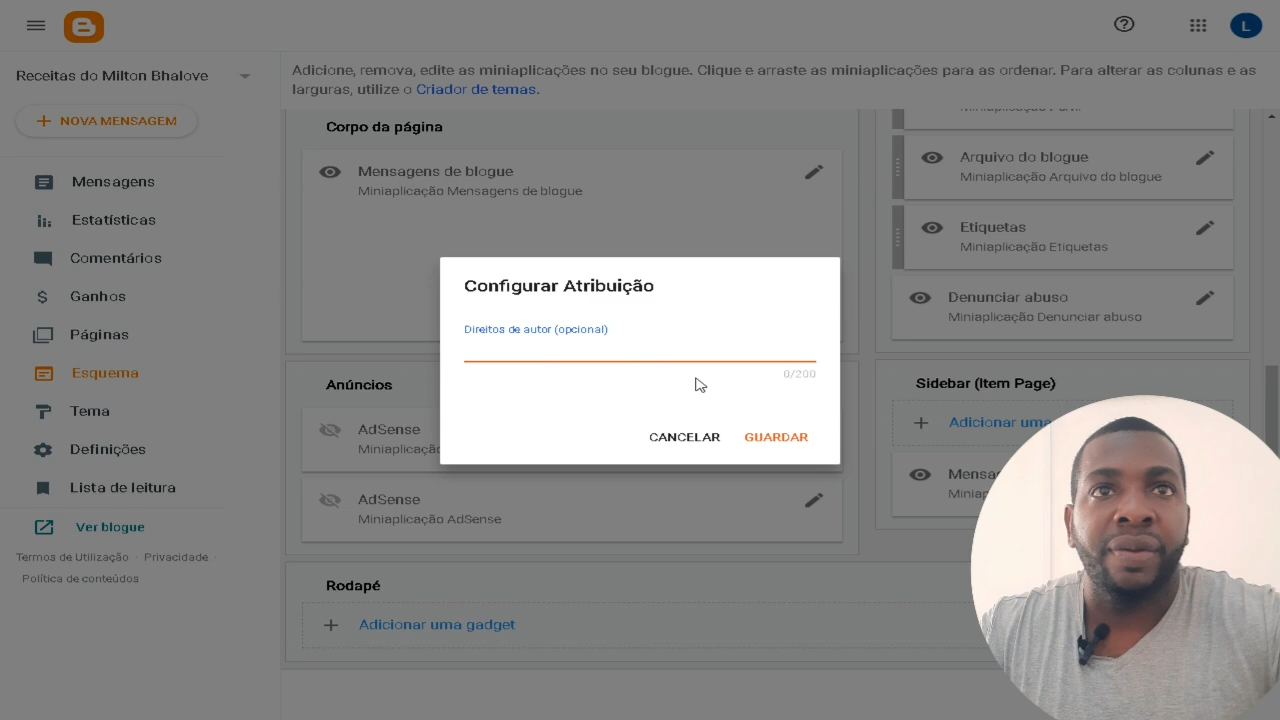 L
Receitas do Milton Bhalove
NOVA MENSAGEM
Mensagens
Estatísticas
Comentários
Ganhos
Páginas
Esquema
Tema
Definições
Lista de leitura
Ver blogue
Termos de Utilização · Privacidade ·
Política de conteúdos
Adicione, remova, edite as miniaplicações no seu blogue. Clique e arraste as miniaplicações para as ordenar. Para alterar as colunas e as
larguras, utilize o Criador de temas.
Corpo da página
Mensagens de blogue
Miniaplicação Mensagens de blogue
Configurar Atribuição
Direitos de autor (opcional)
0/200
CANCELAR GUARDAR
Anúncios
AdSense
Miniaplicação
AdSense
Miniaplicação AdSense
Rodapé
Adicionar uma gadget
Arquivo do blogue
Miniaplicação Arquivo do blogue
Etiquetas
Miniaplicação Etiquetas
Denunciar abuso
Miniaplicação Denunciar abuso
Sidebar (Item Page)
Adicionar uma
Mensa
Minia